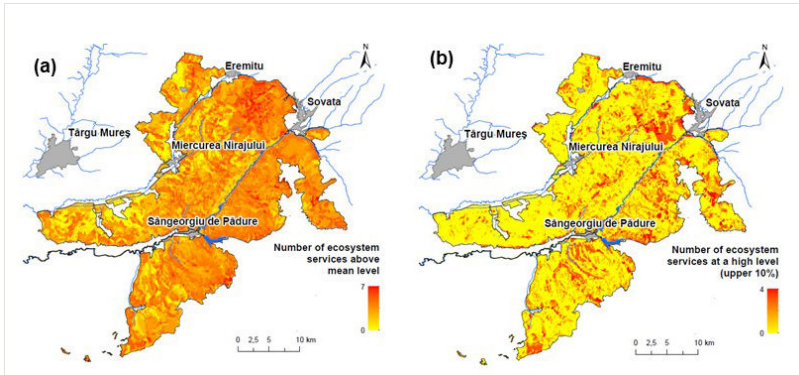 (a)
N
Eremitu
Sovata
Târgu Mureş
Miercurea Nirajului
Sângeorgiu de Pădure
Number of ecosystem
services above
mean level
7
0
0 2,5 5 10 km
(b)
N
Eremitu
Sovata
Târgu Mureş
Miercurea Nirajului
Sângeorgiu de Pădure
Number of ecosystem
services at a high level
(upper 10%)
4
0
0 2,5 5 10 km